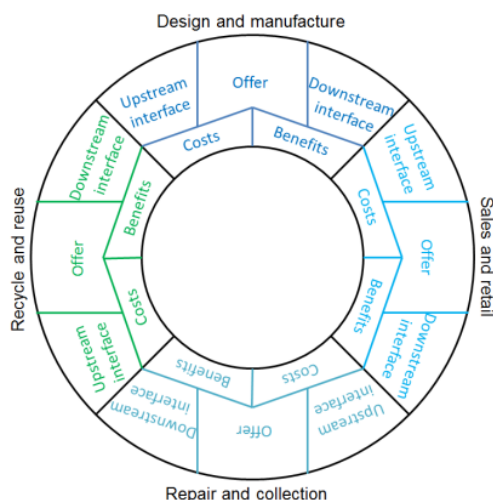 Design and manufacture
Upstream
interface
Offer
Downstream
interface
Costs
Benefits
Sales and retail
Upstream
interface
Offer
Downstream
interface
Costs
Benefits
Repair and collection
Upstream
interface
Offer
Downstream
interface
Costs
Benefits
Recycle and reuse
Upstream
interface
Offer
Downstream
interface
Costs
Benefits